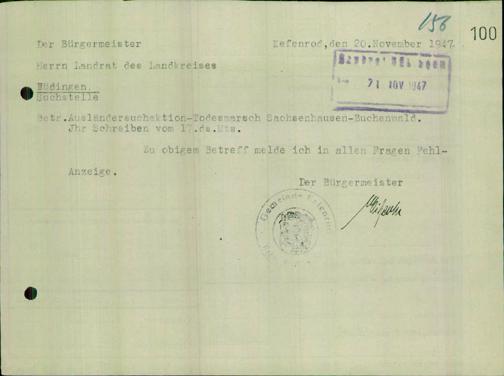 158
100
Der Bürgermeister Kefenrod,den 20.November 1947.
Herrn Landrat des Landkreises
21 NOV 1947
Büdingen.
Suchstelle
Betr.Ausländersuchaktion-Todesmarsch Sachsenhausen-Buchenwald.
Ihr Schreiben vom 17.ds.Mts.
Zu obigem Betreff melde ich in allen Fragen Fehl-
Anzeige.
Der Bürgermeister
Gemeinde Kefenrod